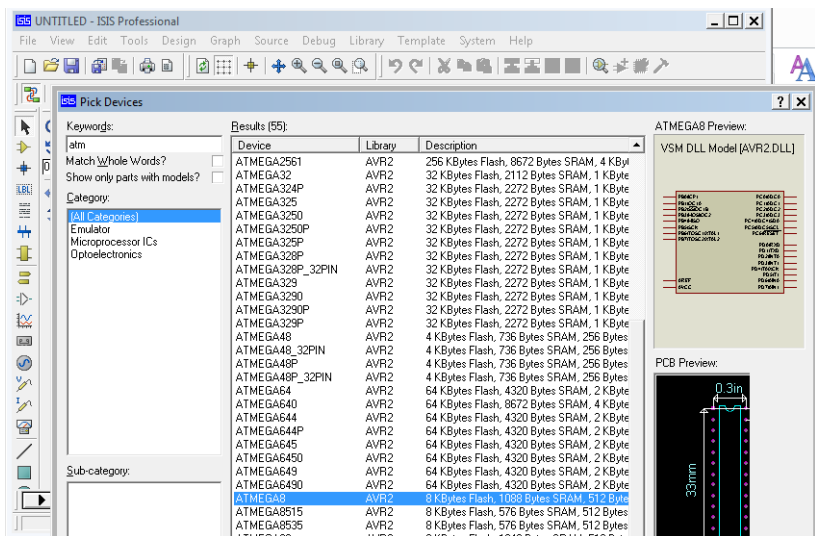 UNTITLED - ISIS Professional
File View Edit Tools Design Graph Source Debug Library Template System Help
Pick Devices
Keywords:
atm
Match Whole Words?
Show only parts with models?
Category:
(All Categories)
Emulator
Microprocessor ICs
Optoelectronics
Sub-category:
Results (55):
Device Library Description
ATMEGA2561 AVR2 256 KBytes Flash, 8672 Bytes SRAM, 4 KByt
ATMEGA32 AVR2 32 KBytes Flash, 2112 Bytes SRAM, 1 KByte
ATMEGA324P AVR2 32 KBytes Flash, 2272 Bytes SRAM, 1 KByte
ATMEGA325 AVR2 32 KBytes Flash, 2272 Bytes SRAM, 1 KByte
ATMEGA3250 AVR2 32 KBytes Flash, 2272 Bytes SRAM, 1 KByte
ATMEGA3250P AVR2 32 KBytes Flash, 2272 Bytes SRAM, 1 KByte
ATMEGA325P AVR2 32 KBytes Flash, 2272 Bytes SRAM, 1 KByte
ATMEGA328P AVR2 32 KBytes Flash, 2272 Bytes SRAM, 1 KByte
ATMEGA328P_32PIN AVR2 32 KBytes Flash, 2272 Bytes SRAM, 1 KByte
ATMEGA329 AVR2 32 KBytes Flash, 2272 Bytes SRAM, 1 KByte
ATMEGA3290 AVR2 32 KBytes Flash, 2272 Bytes SRAM, 1 KByte
ATMEGA3290P AVR2 32 KBytes Flash, 2272 Bytes SRAM, 1 KByte
ATMEGA329P AVR2 32 KBytes Flash, 2272 Bytes SRAM, 1 KByte
ATMEGA48 AVR2 4 KBytes Flash, 736 Bytes SRAM, 256 Bytes
ATMEGA48_32PIN AVR2 4 KBytes Flash, 736 Bytes SRAM, 256 Bytes
ATMEGA48P AVR2 4 KBytes Flash, 736 Bytes SRAM, 256 Bytes
ATMEGA48P_32PIN AVR2 4 KBytes Flash, 736 Bytes SRAM, 256 Bytes
ATMEGA64 AVR2 64 KBytes Flash, 4320 Bytes SRAM, 2 KByte
ATMEGA640 AVR2 64 KBytes Flash, 8672 Bytes SRAM, 4 KByte
ATMEGA644 AVR2 64 KBytes Flash, 4320 Bytes SRAM, 2 KByte
ATMEGA644P AVR2 64 KBytes Flash, 4320 Bytes SRAM, 2 KByte
ATMEGA645 AVR2 64 KBytes Flash, 4320 Bytes SRAM, 2 KByte
ATMEGA6450 AVR2 64 KBytes Flash, 4320 Bytes SRAM, 2 KByte
ATMEGA649 AVR2 64 KBytes Flash, 4320 Bytes SRAM, 2 KByte
ATMEGA6490 AVR2 64 KBytes Flash, 4320 Bytes SRAM, 2 KByte
ATMEGA8 AVR2 8 KBytes Flash, 1088 Bytes SRAM, 512 Byte
ATMEGA8515 AVR2 8 KBytes Flash, 576 Bytes SRAM, 512 Bytes
ATMEGA8535 AVR2 8 KBytes Flash, 576 Bytes SRAM, 512 Bytes
ATMEGA8 Preview:
VSM DLL Model [AVR2.DLL]
PCB Preview:
0.3in
33mm